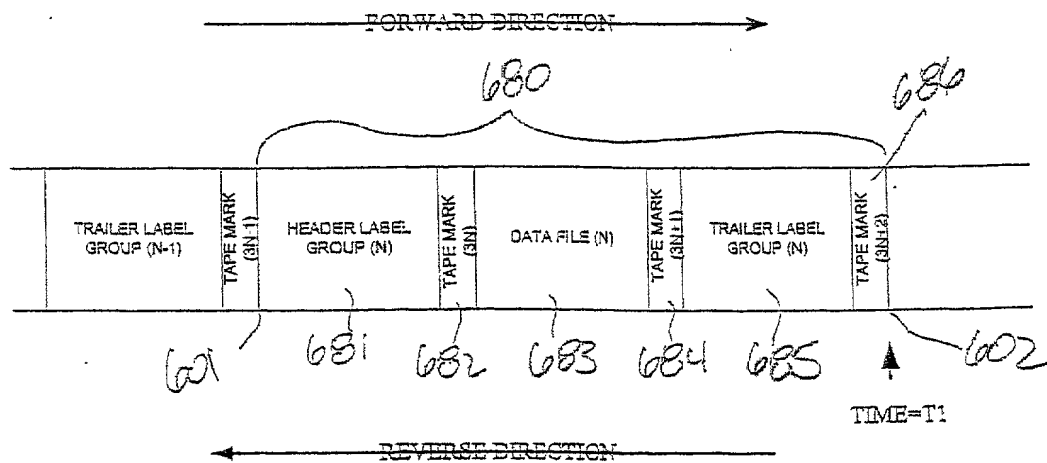 FORWARD DIRECTION
680
686
TRAILER LABEL
GROUP (N-1)
TAPE MARK
(3N-1)
HEADER LABEL
GROUP (N)
TAPE MARK
(3N)
DATA FILE (N)
TAPE MARK
(3N+1)
TRAILER LABEL
GROUP (N)
TAPE MARK
(3N+2)
601
681
682
683
684
685
602
TIME=T1
REVERSE DIRECTION